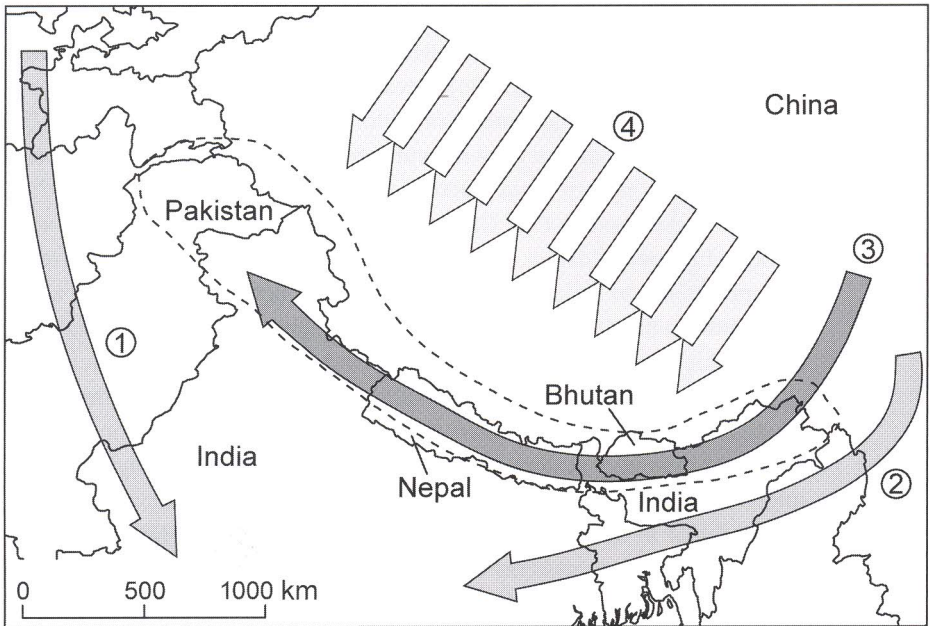 ④
China
Pakistan
③
①
Bhutan
India
Nepal
India
②
0 500 1000 km